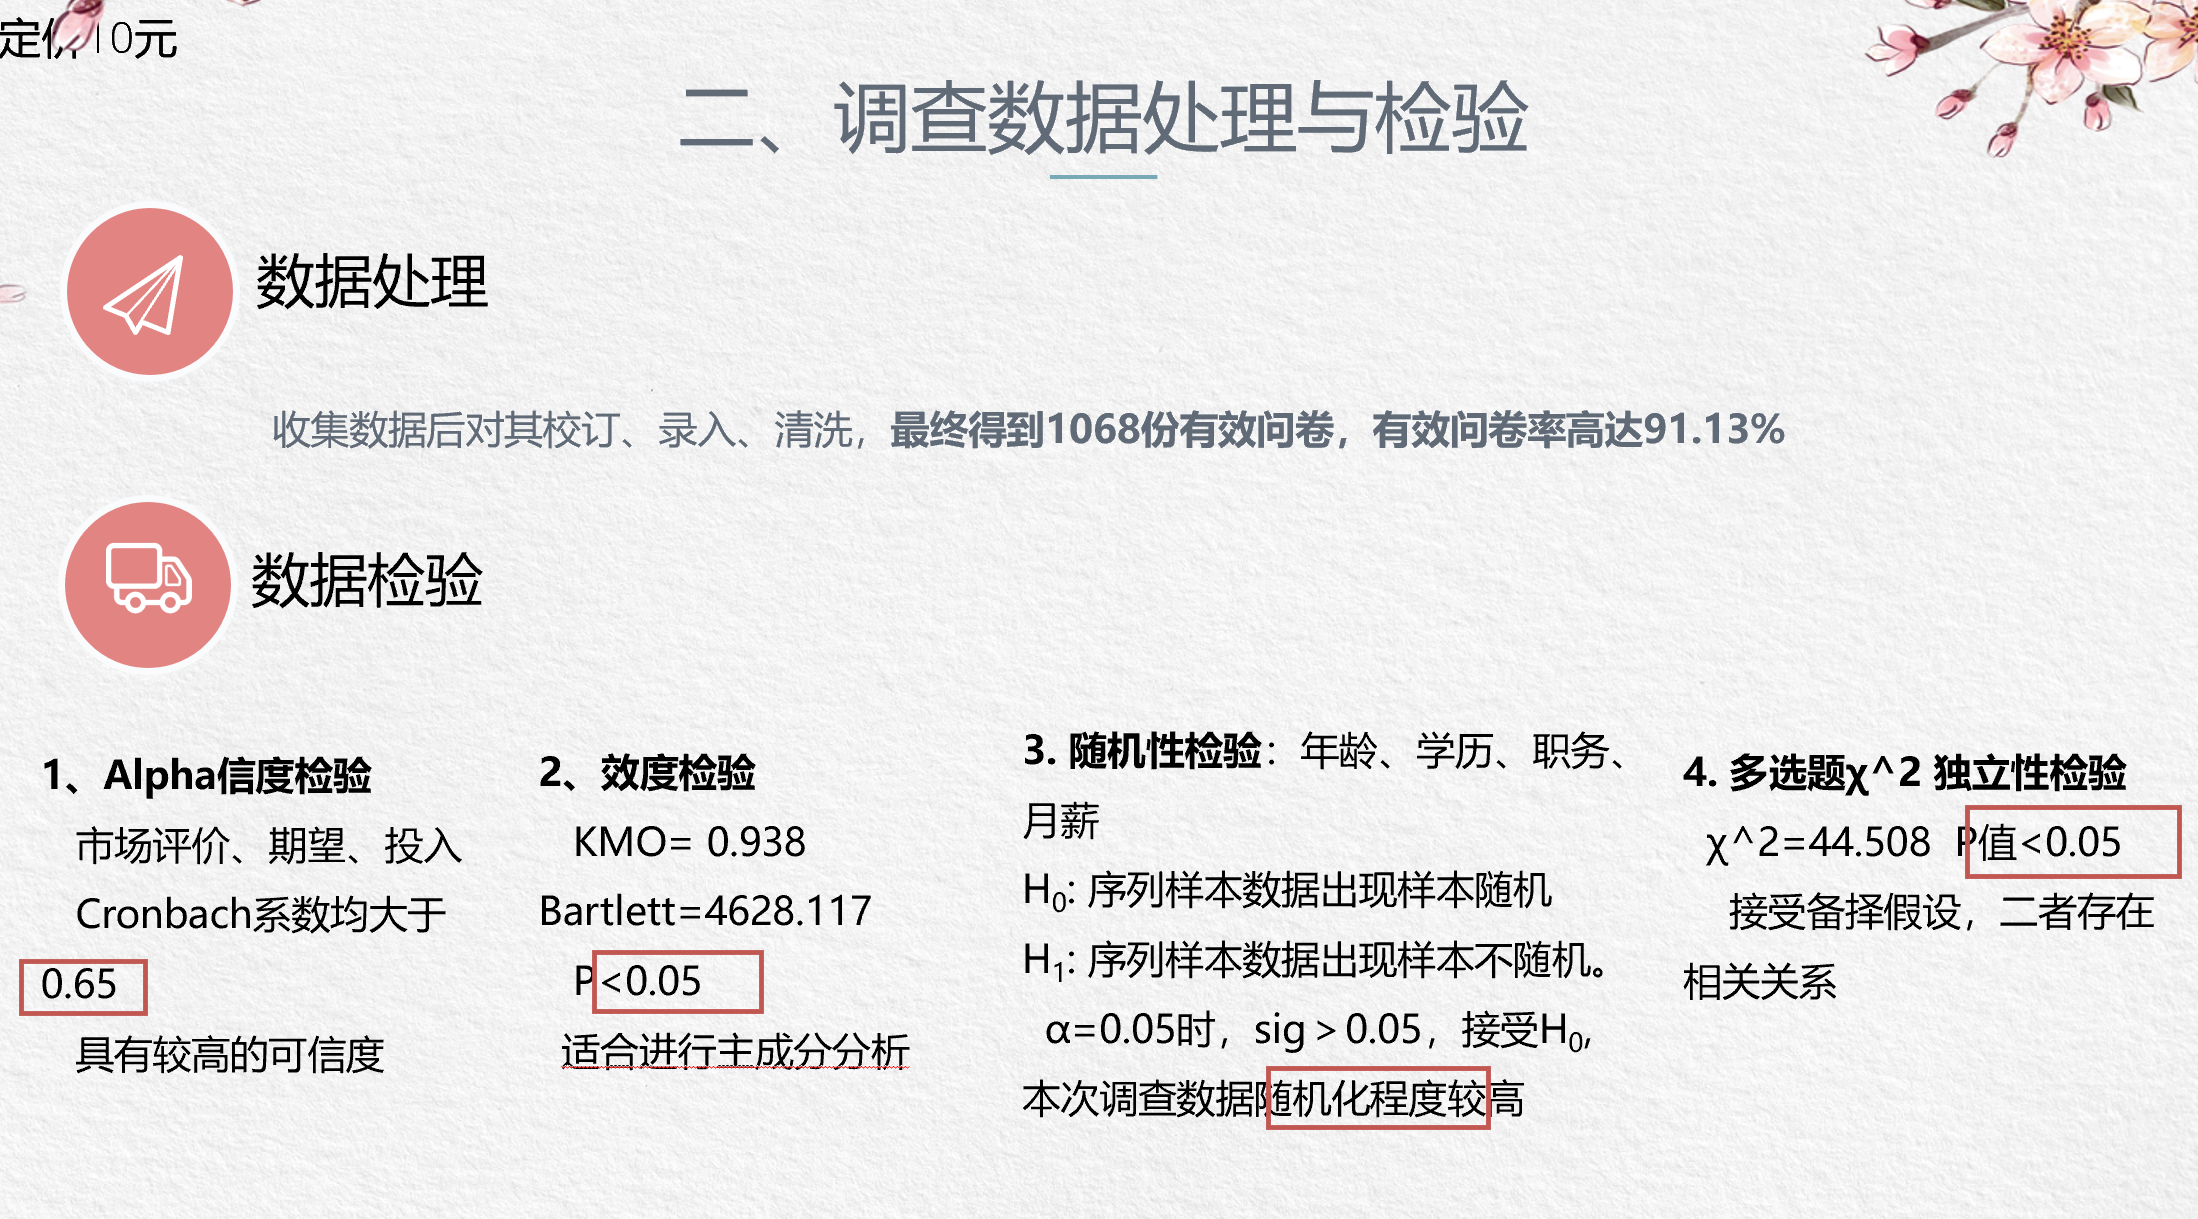 定价10元
二、调查数据处理与检验
数据处理
收集数据后对其校订、录入、清洗，最终得到1068份有效问卷，有效问卷率高达91.13%
数据检验
1、Alpha信度检验
市场评价、期望、投入
Cronbach系数均大于
0.65
具有较高的可信度
2、效度检验
KMO= 0.938
Bartlett=4628.117
P<0.05
适合进行主成分分析
3. 随机性检验：年龄、学历、职务、
月薪
H₀: 序列样本数据出现样本随机
H₁: 序列样本数据出现样本不随机。
α=0.05时，sig＞0.05，接受H₀,
本次调查数据随机化程度较高
4. 多选题χ^2 独立性检验
χ^2=44.508 P值<0.05
接受备择假设，二者存在
相关关系